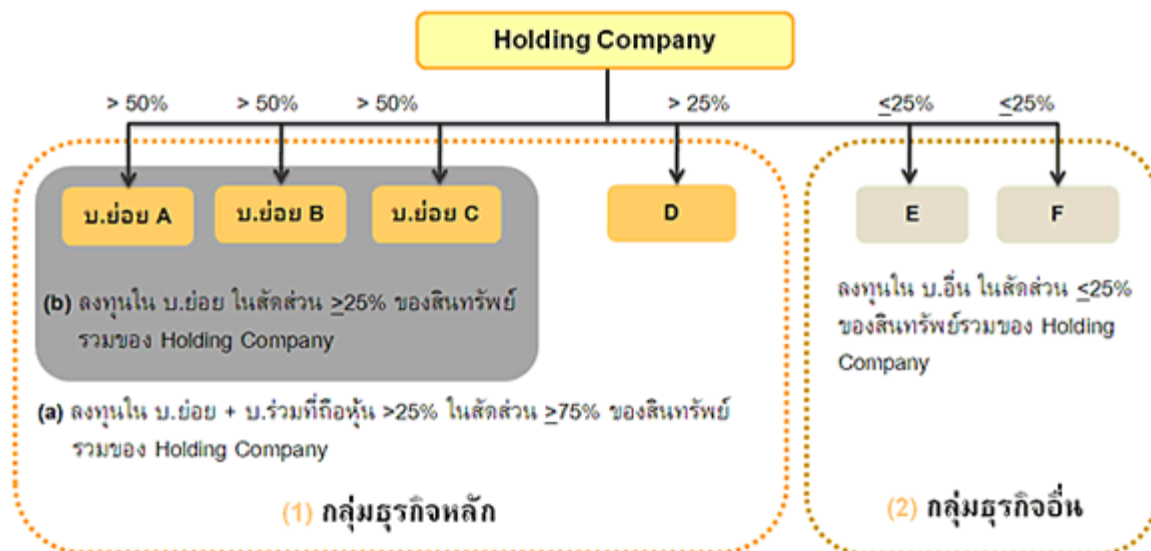 Holding Company
> 50% > 50% > 50% > 25% ≤25% ≤25%
บ.ย่อย A บ.ย่อย B บ.ย่อย C D E F
(b) ลงทุนใน บ.ย่อย ในสัดส่วน ≥25% ของสินทรัพย์
รวมของ Holding Company
(a) ลงทุนใน บ.ย่อย + บ.ร่วมที่ถือหุ้น >25% ในสัดส่วน ≥75% ของสินทรัพย์
รวมของ Holding Company
(1) กลุ่มธุรกิจหลัก
ลงทุนใน บ.อื่น ในสัดส่วน ≤25%
ของสินทรัพย์รวมของ Holding
Company
(2) กลุ่มธุรกิจอื่น